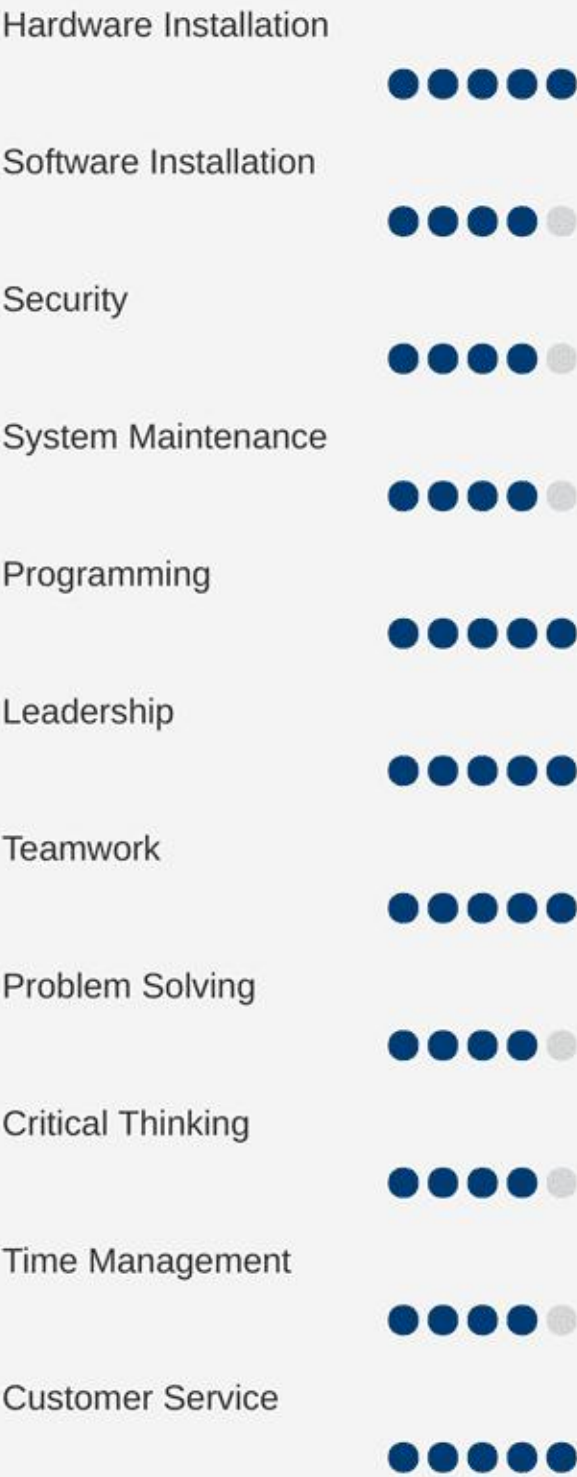 Hardware Installation
Software Installation
Security
System Maintenance
Programming
Leadership
Teamwork
Problem Solving
Critical Thinking
Time Management
Customer Service